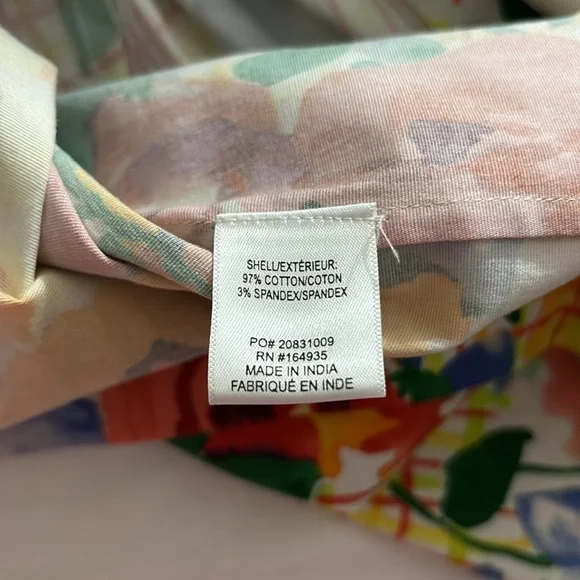 SHELL/EXTÉRIEUR:
97% COTTON/COTON
3% SPANDEX/SPANDEX
PO# 20831009
RN #164935
MADE IN INDIA
FABRIQUÉ EN INDE